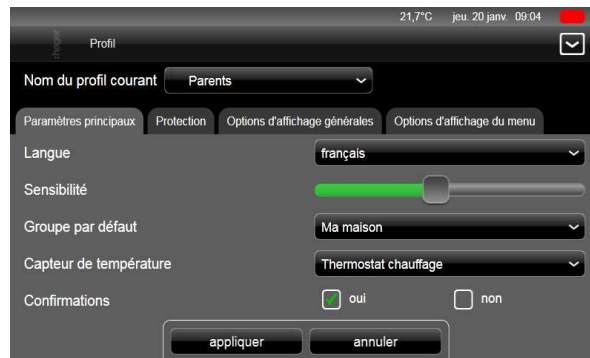 21,7°C jeu. 20 janv. 09:04
hager
Profil
Nom du profil courant Parents
Paramètres principaux Protection Options d'affichage générales Options d'affichage du menu
Langue français
Sensibilité
Groupe par défaut Ma maison
Capteur de température Thermostat chauffage
Confirmations oui non
appliquer annuler